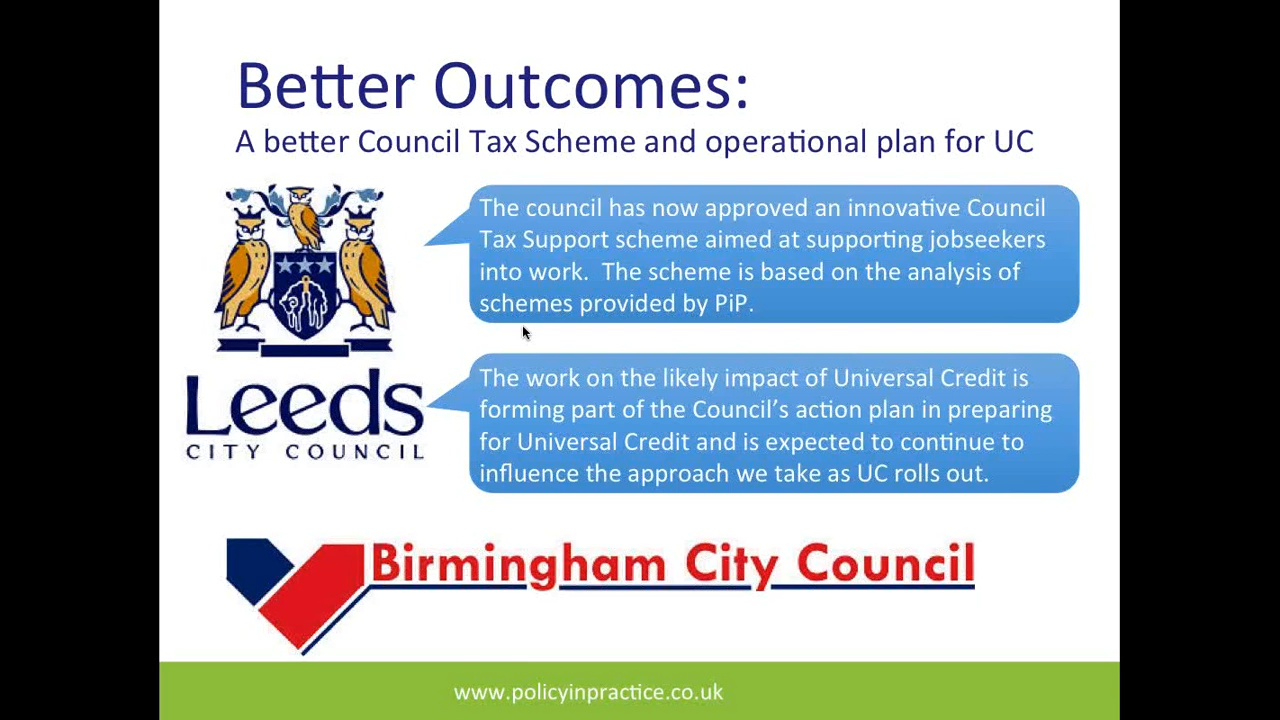 Better Outcomes:
A better Council Tax Scheme and operational plan for UC
The council has now approved an innovative Council
Tax Support scheme aimed at supporting jobseekers
into work.  The scheme is based on the analysis of
schemes provided by PiP.
Leeds
CITY COUNCIL
The work on the likely impact of Universal Credit is
forming part of the Council’s action plan in preparing
for Universal Credit and is expected to continue to
influence the approach we take as UC rolls out.
Birmingham City Council
www.policyinpractice.co.uk